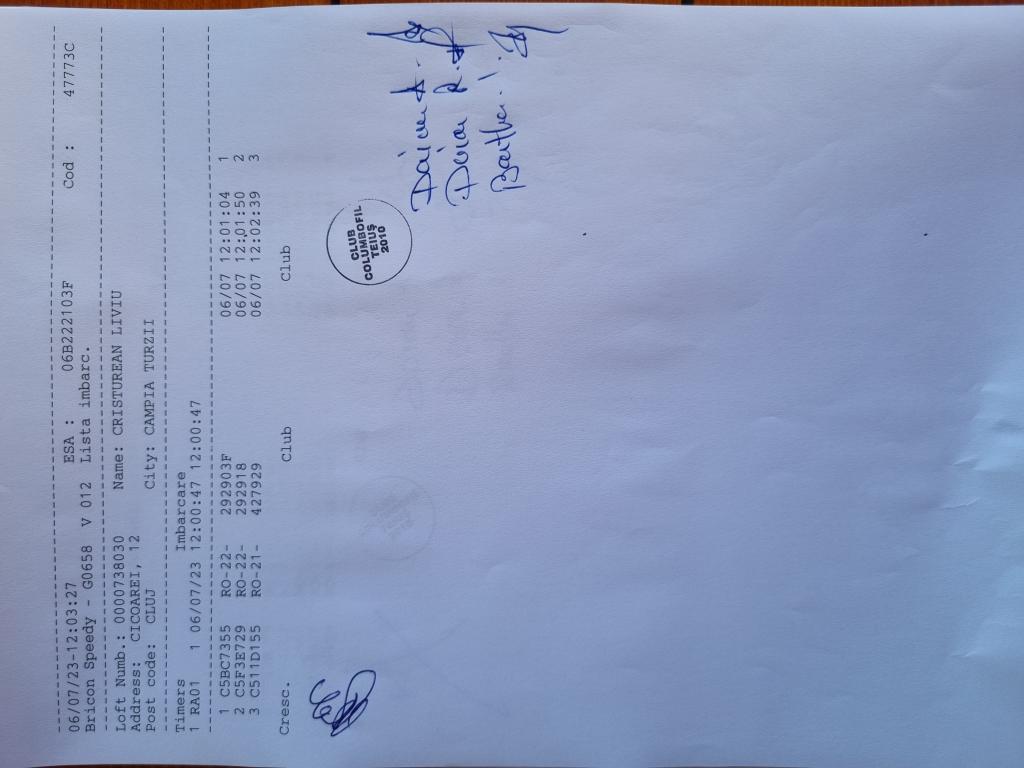 06/07/23-12:03:27 ESA : 06B222103F Cod : 47773C
Bricon Speedy - G0658 V 012 Lista imbarc.
Loft Numb.: 0000738030 Name: CRISTUREAN LIVIU
Address: CICOAREI, 12
Post code: CLUJ City: CAMPIA TURZII
Timers Imbarcare
1 RA01 1 06/07/23 12:00:47 12:00:47
1 C5BC7355 RO-22- 292903F 06/07 12:01:04 1
2 C5F3E729 RO-22- 292918 06/07 12:01:50 2
3 C511D155 RO-21- 427929 06/07 12:02:39 3
Cresc. Club Club
CLUB
COLUMBOFIL
TEIUȘ
2010